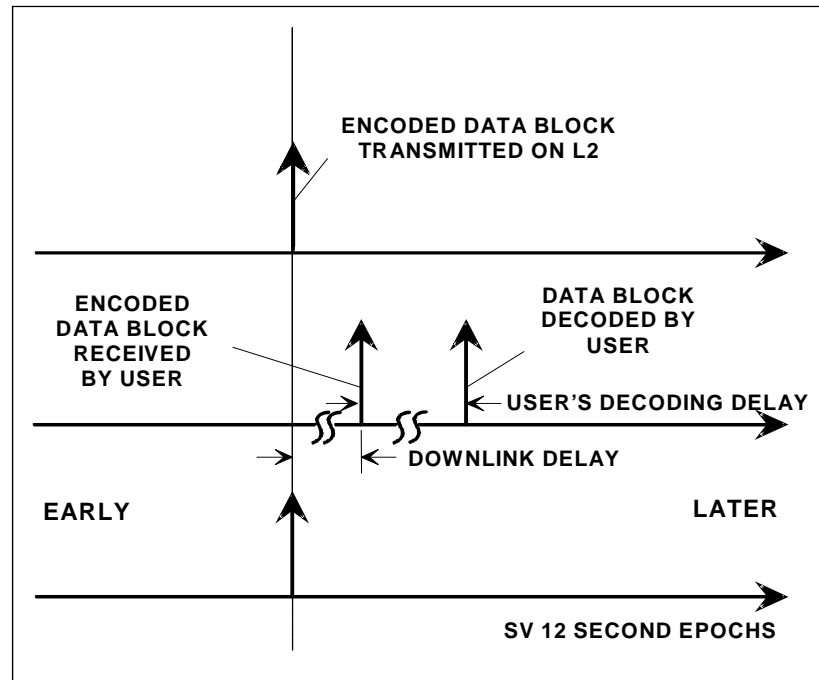 ENCODED DATA BLOCK
TRANSMITTED ON L2
ENCODED
DATA BLOCK
RECEIVED
BY USER
DATA BLOCK
DECODED BY
USER
USER'S DECODING DELAY
DOWNLINK DELAY
EARLY
LATER
SV 12 SECOND EPOCHS